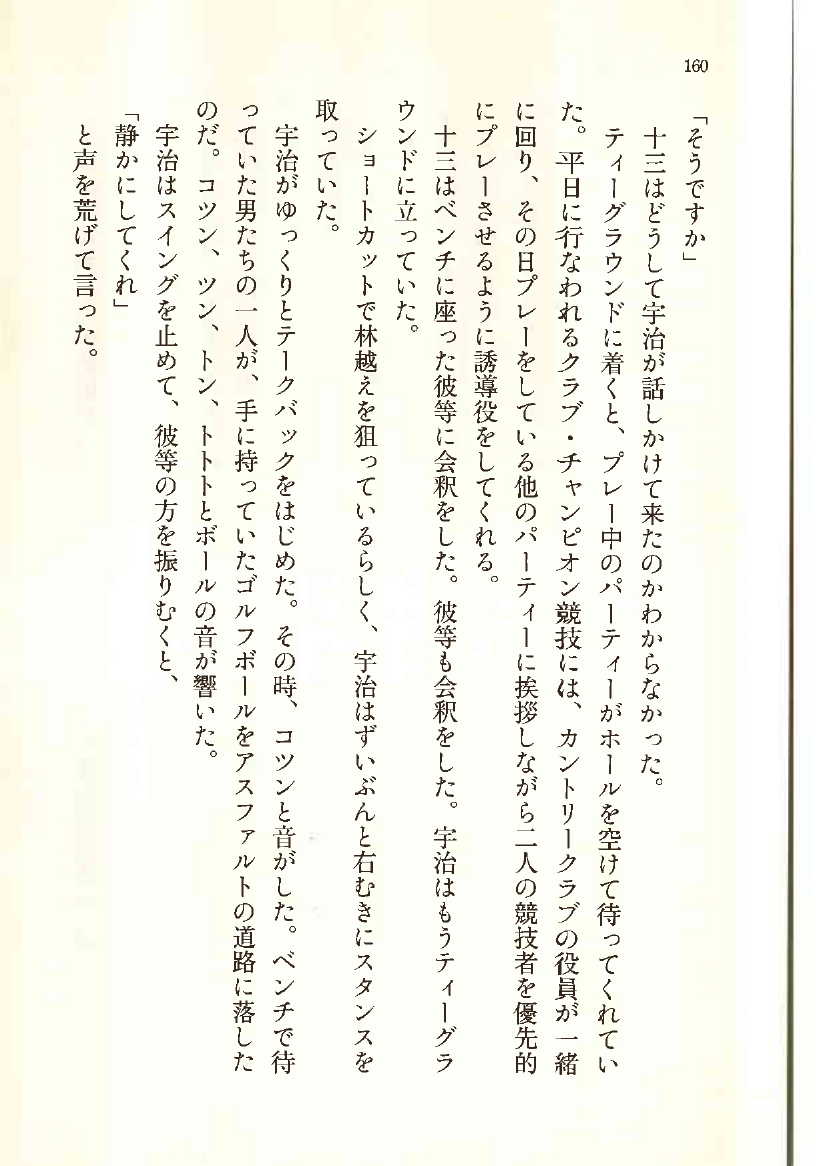 160
「そうですか」
十三はどうして宇治が話しかけて来たのかわからなかった。
ティーグラウンドに着くと、プレー中のパーティーがホールを空けて待ってくれてい
た。平日に行なわれるクラブ・チャンピオン競技には、カントリークラブの役員が一緒
に回り、その日プレーをしている他のパーティーに挨拶しながら二人の競技者を優先的
にプレーさせるように誘導役をしてくれる。
十三はベンチに座った彼等に会釈をした。彼等も会釈をした。宇治はもうティーグラ
ウンドに立っていた。
ショートカットで林越えを狙っているらしく、宇治はずいぶんと右むきにスタンスを
取っていた。
宇治がゆっくりとテークバックをはじめた。その時、コツンと音がした。ベンチで待
っていた男たちの一人が、手に持っていたゴルフボールをアスファルトの道路に落した
のだ。コツン、ツン、トン、トトトとボールの音が響いた。
宇治はスイングを止めて、彼等の方を振りむくと、
「静かにしてくれ」
と声を荒げて言った。